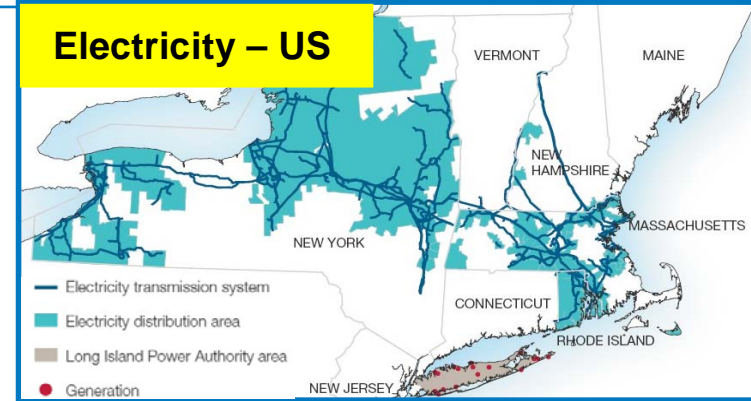 Electricity – US
VERMONT
MAINE
NEW
HAMPSHIRE
MASSACHUSETTS
NEW YORK
CONNECTICUT
RHODE ISLAND
NEW JERSEY
Electricity transmission system
Electricity distribution area
Long Island Power Authority area
Generation